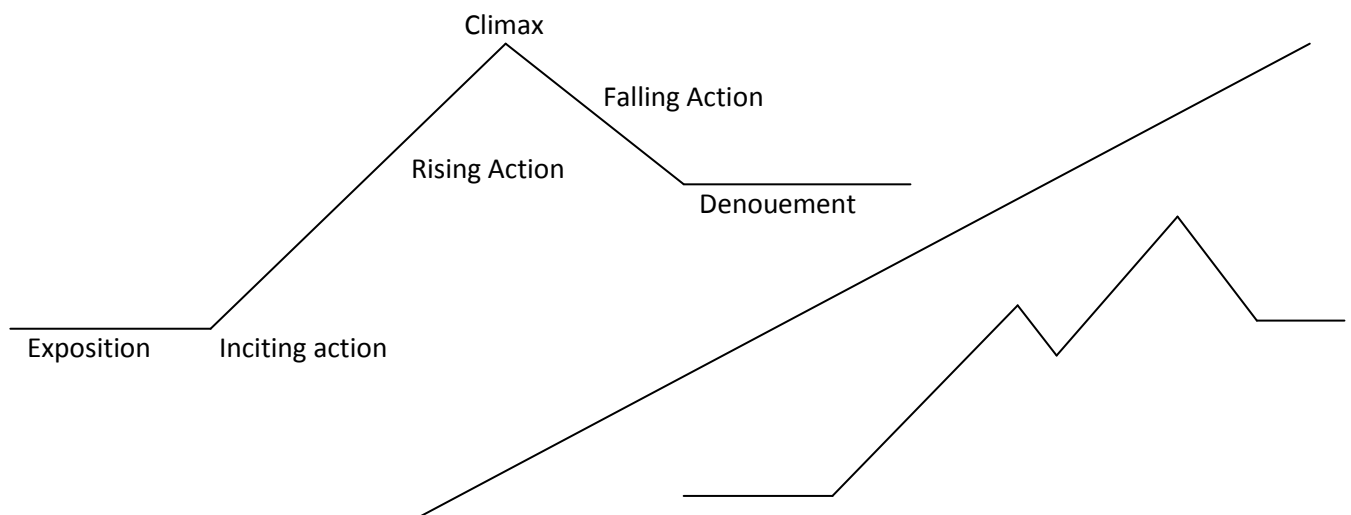 Climax
Falling Action
Rising Action
Denouement
Exposition
Inciting action